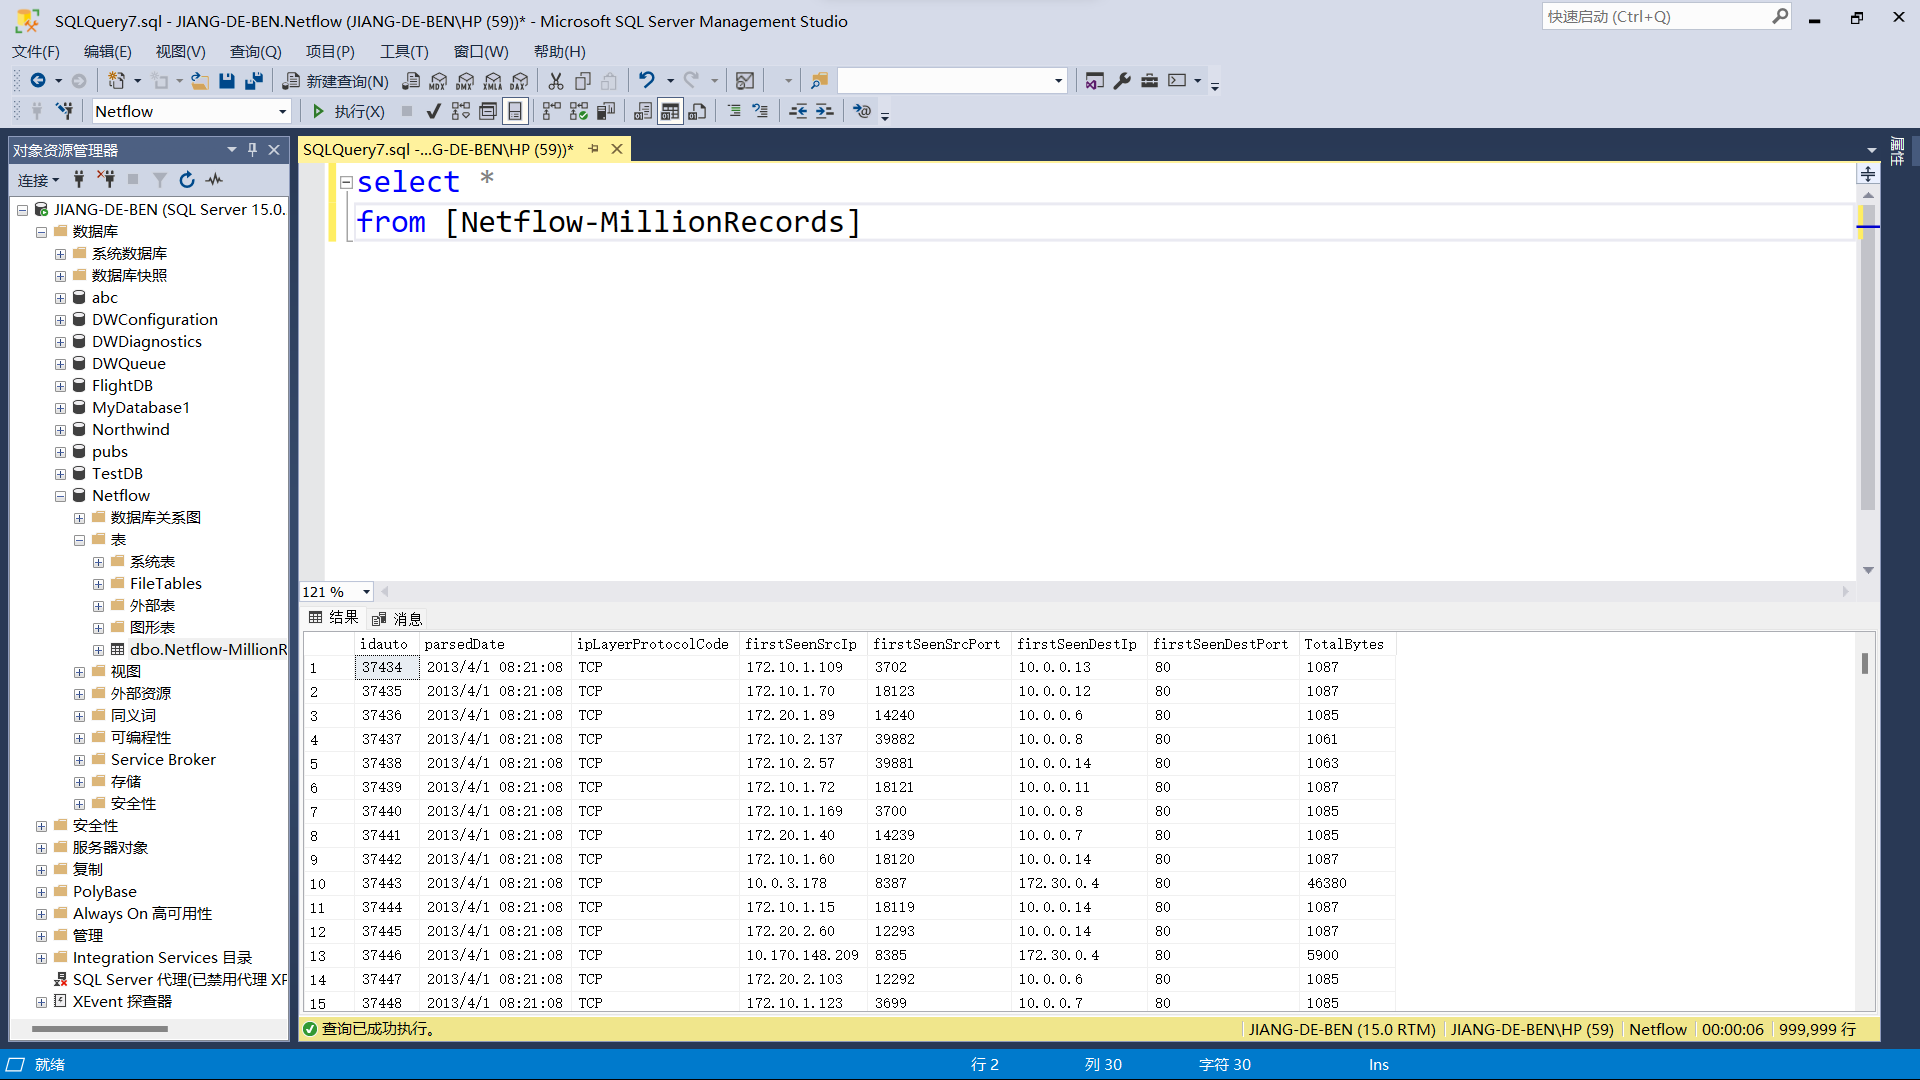 SQLQuery7.sql - JIANG-DE-BEN.Netflow (JIANG-DE-BEN\HP (59))* - Microsoft SQL Server Management Studio
快速启动 (Ctrl+Q)
文件(F) 编辑(E) 视图(V) 查询(Q) 项目(P) 工具(T) 窗口(W) 帮助(H)
新建查询(N) MDX DMX XMLA DAX
Netflow 执行(X)
对象资源管理器
连接
JIANG-DE-BEN (SQL Server 15.0.
数据库
系统数据库
数据库快照
abc
DWConfiguration
DWDiagnostics
DWQueue
FlightDB
MyDatabase1
Northwind
pubs
TestDB
Netflow
数据库关系图
表
系统表
FileTables
外部表
图形表
dbo.Netflow-MillionR
视图
外部资源
同义词
可编程性
Service Broker
存储
安全性
安全性
服务器对象
复制
PolyBase
Always On 高可用性
管理
Integration Services 目录
SQL Server 代理(已禁用代理 XP
XEvent 探查器
SQLQuery7.sql -...G-DE-BEN\HP (59))*
select *
from [Netflow-MillionRecords]
属性
121 %
结果 消息
idauto parsedDate ipLayerProtocolCode firstSeenSrcIp firstSeenSrcPort firstSeenDestIp firstSeenDestPort TotalBytes
1 37434 2013/4/1 08:21:08 TCP 172.10.1.109 3702 10.0.0.13 80 1087
2 37435 2013/4/1 08:21:08 TCP 172.10.1.70 18123 10.0.0.12 80 1087
3 37436 2013/4/1 08:21:08 TCP 172.20.1.89 14240 10.0.0.6 80 1085
4 37437 2013/4/1 08:21:08 TCP 172.10.2.137 39882 10.0.0.8 80 1061
5 37438 2013/4/1 08:21:08 TCP 172.10.2.57 39881 10.0.0.14 80 1063
6 37439 2013/4/1 08:21:08 TCP 172.10.1.72 18121 10.0.0.11 80 1087
7 37440 2013/4/1 08:21:08 TCP 172.10.1.169 3700 10.0.0.8 80 1085
8 37441 2013/4/1 08:21:08 TCP 172.20.1.40 14239 10.0.0.7 80 1085
9 37442 2013/4/1 08:21:08 TCP 172.10.1.60 18120 10.0.0.14 80 1087
10 37443 2013/4/1 08:21:08 TCP 10.0.3.178 8387 172.30.0.4 80 46380
11 37444 2013/4/1 08:21:08 TCP 172.10.1.15 18119 10.0.0.14 80 1087
12 37445 2013/4/1 08:21:08 TCP 172.20.2.60 12293 10.0.0.14 80 1087
13 37446 2013/4/1 08:21:08 TCP 10.170.148.209 8385 172.30.0.4 80 5900
14 37447 2013/4/1 08:21:08 TCP 172.20.2.103 12292 10.0.0.6 80 1085
15 37448 2013/4/1 08:21:08 TCP 172.10.1.123 3699 10.0.0.7 80 1085
查询已成功执行。 JIANG-DE-BEN (15.0 RTM) JIANG-DE-BEN\HP (59) Netflow 00:00:06 999,999 行
就绪 行 2 列 30 字符 30 Ins